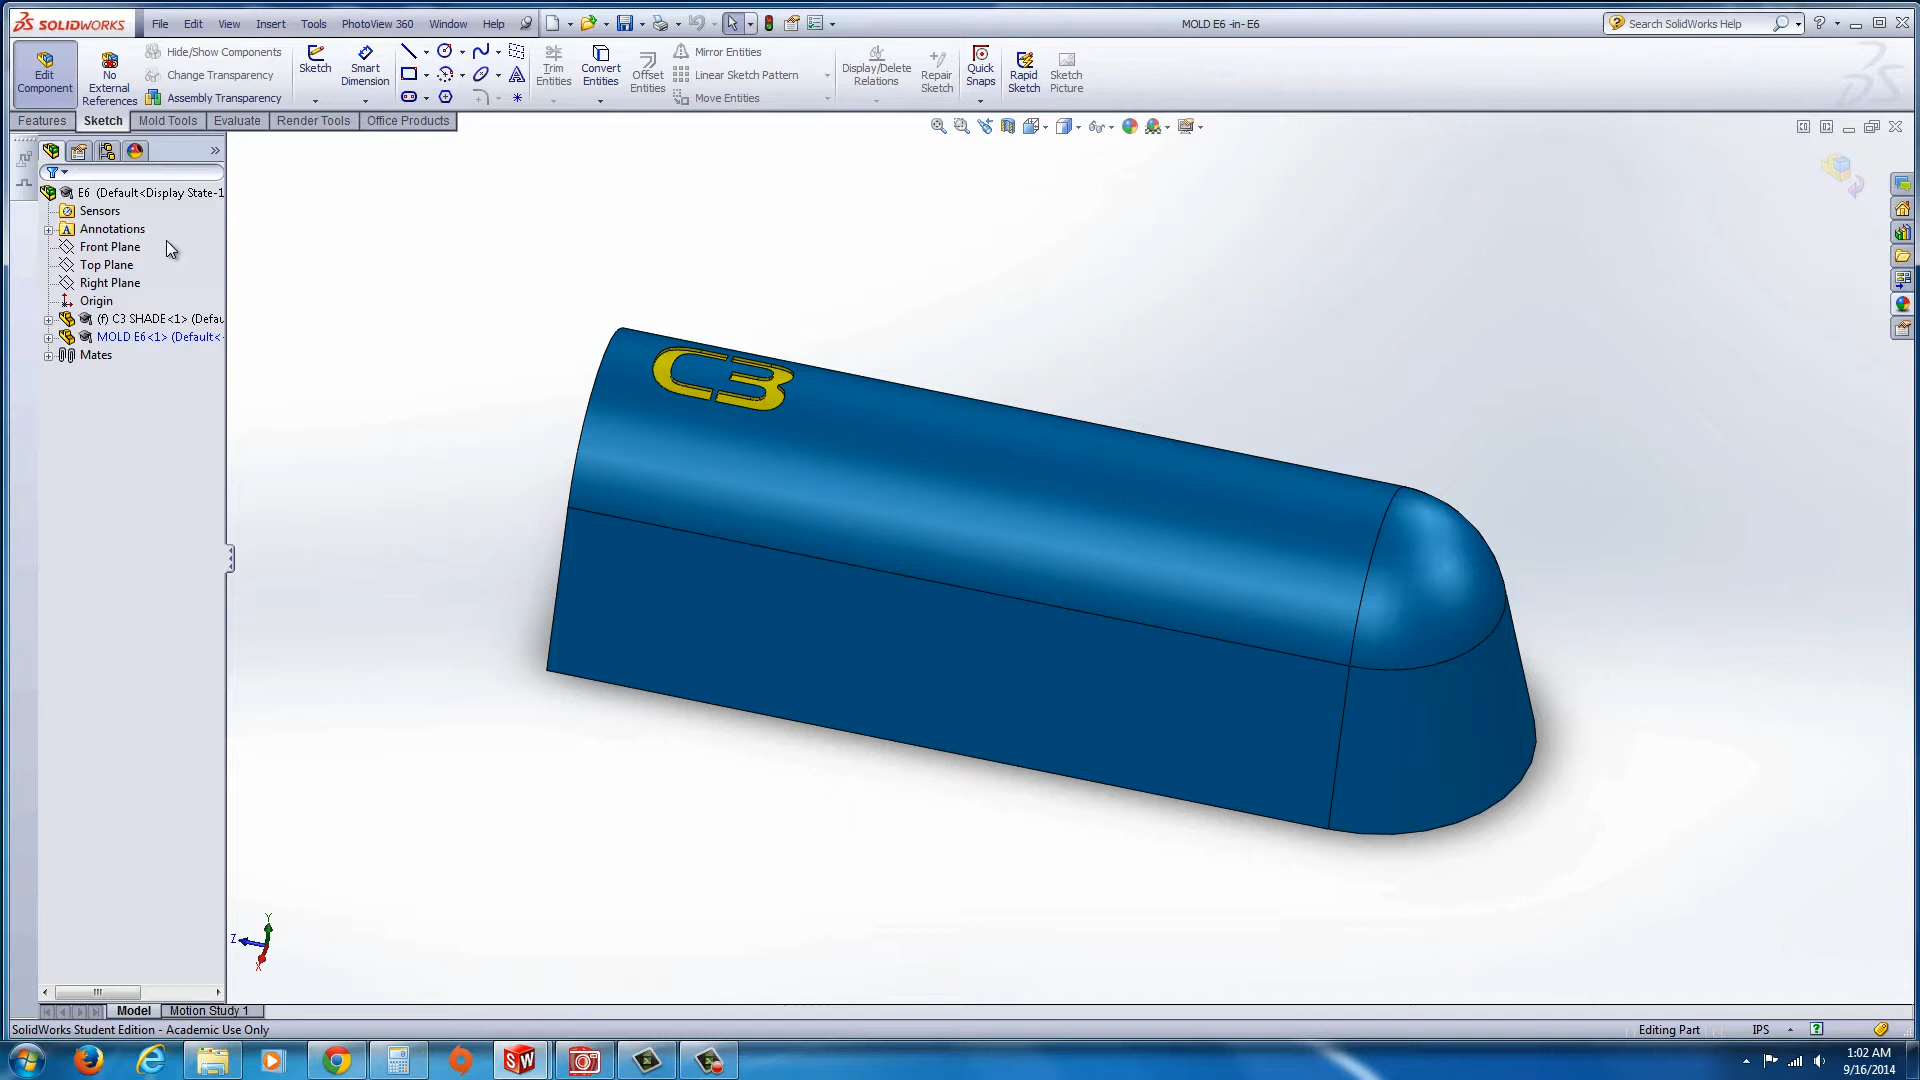 SOLIDWORKS File Edit View Insert Tools PhotoView 360 Window Help MOLD E6 -in- E6 Search SolidWorks Help
Edit Component
No External References
Hide/Show Components
Change Transparency
Assembly Transparency
Sketch
Smart Dimension
Trim Entities
Convert Entities
Offset Entities
Mirror Entities
Linear Sketch Pattern
Move Entities
Display/Delete Relations
Repair Sketch
Quick Snaps
Rapid Sketch
Sketch Picture
Features Sketch Mold Tools Evaluate Render Tools Office Products
E6 (Default<Display State-1
Sensors
Annotations
Front Plane
Top Plane
Right Plane
Origin
(f) C3 SHADE<1> (Defau
MOLD E6<1> (Default<
Mates
C3
Y
Z
X
Model Motion Study 1
SolidWorks Student Edition - Academic Use Only Editing Part IPS
1:02 AM
9/16/2014